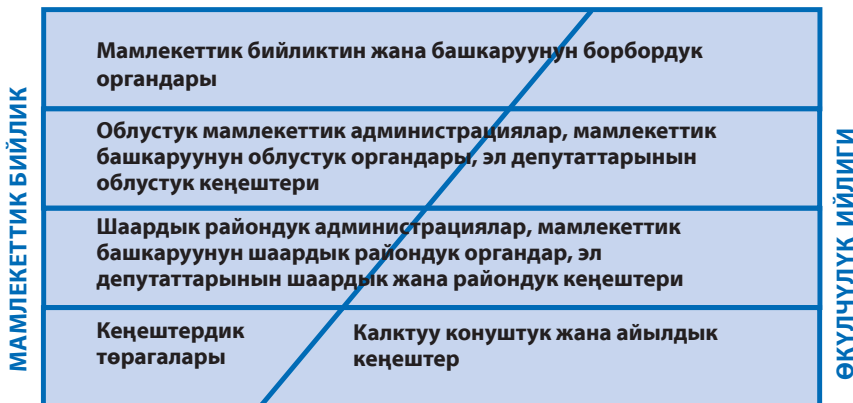 МАМЛЕКЕТТИК БИЙЛИК
Мамлекеттик бийликтин жана башкаруунун борбордук
органдары
Облустук мамлекеттик администрациялар, мамлекеттик
башкаруунун облустук органдары, эл депутаттарынын
облустук кеңештери
Шаардык райондук администрациялар, мамлекеттик
башкаруунун шаардык райондук органдар, эл
депутаттарынын шаардык жана райондук кеңештери
Кеңештердик
төрагалары
Калктуу конуштук жана айылдык
кеңештер
ӨКҮЛЧҮЛҮК ИЙЛИГИ